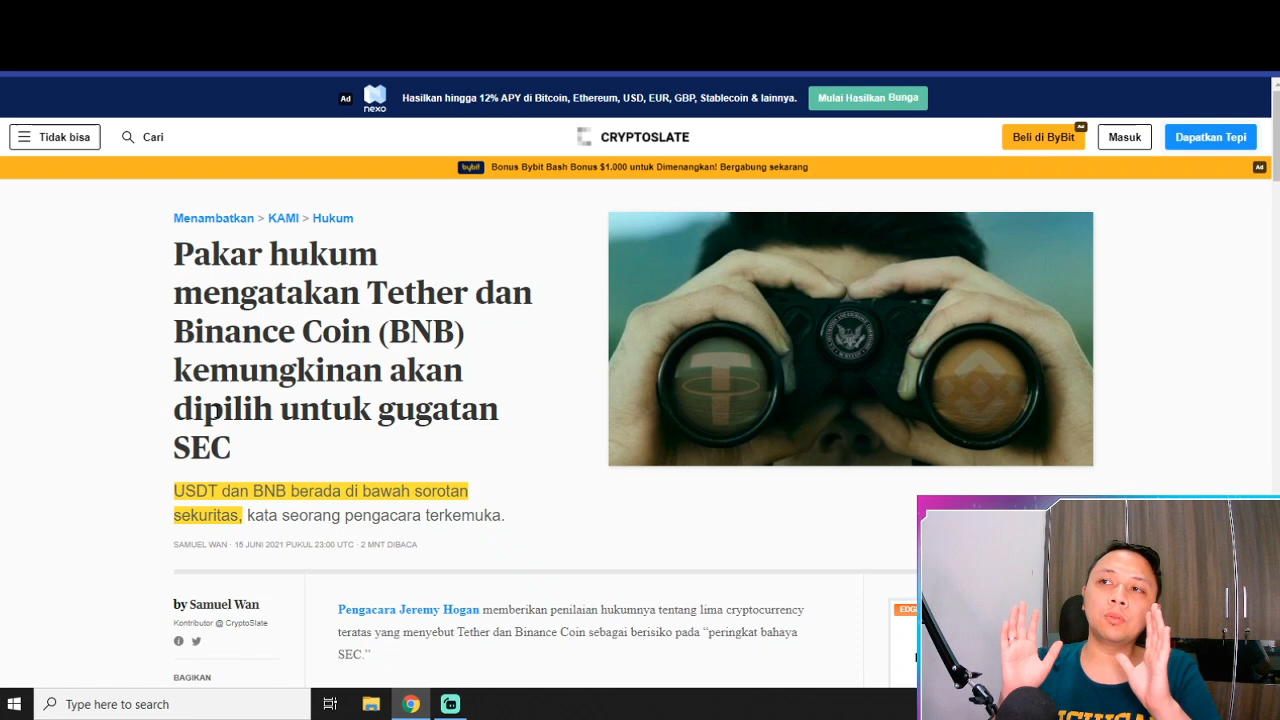 Ad
nexo
Hasilkan hingga 12% APY di Bitcoin, Ethereum, USD, EUR, GBP, Stablecoin & lainnya.
Mulai Hasilkan Bunga
Tidak bisa
Cari
CRYPTOSLATE
Beli di ByBit
Ad
Masuk
Dapatkan Tepi
bybit
Bonus Bybit Bash Bonus $1.000 untuk Dimenangkan! Bergabung sekarang
Ad
Menambatkan > KAMI > Hukum
Pakar hukum
mengatakan Tether dan
Binance Coin (BNB)
kemungkinan akan
dipilih untuk gugatan
SEC
USDT dan BNB berada di bawah sorotan
sekuritas, kata seorang pengacara terkemuka.
SAMUEL WAN · 15 JUNI 2021 PUKUL 23:00 UTC · 2 MNT DIBACA
by Samuel Wan
Kontributor @ CryptoSlate
BAGIKAN
Pengacara Jeremy Hogan memberikan penilaian hukumnya tentang lima cryptocurrency
teratas yang menyebut Tether dan Binance Coin sebagai berisiko pada “peringkat bahaya
SEC.”
Type here to search